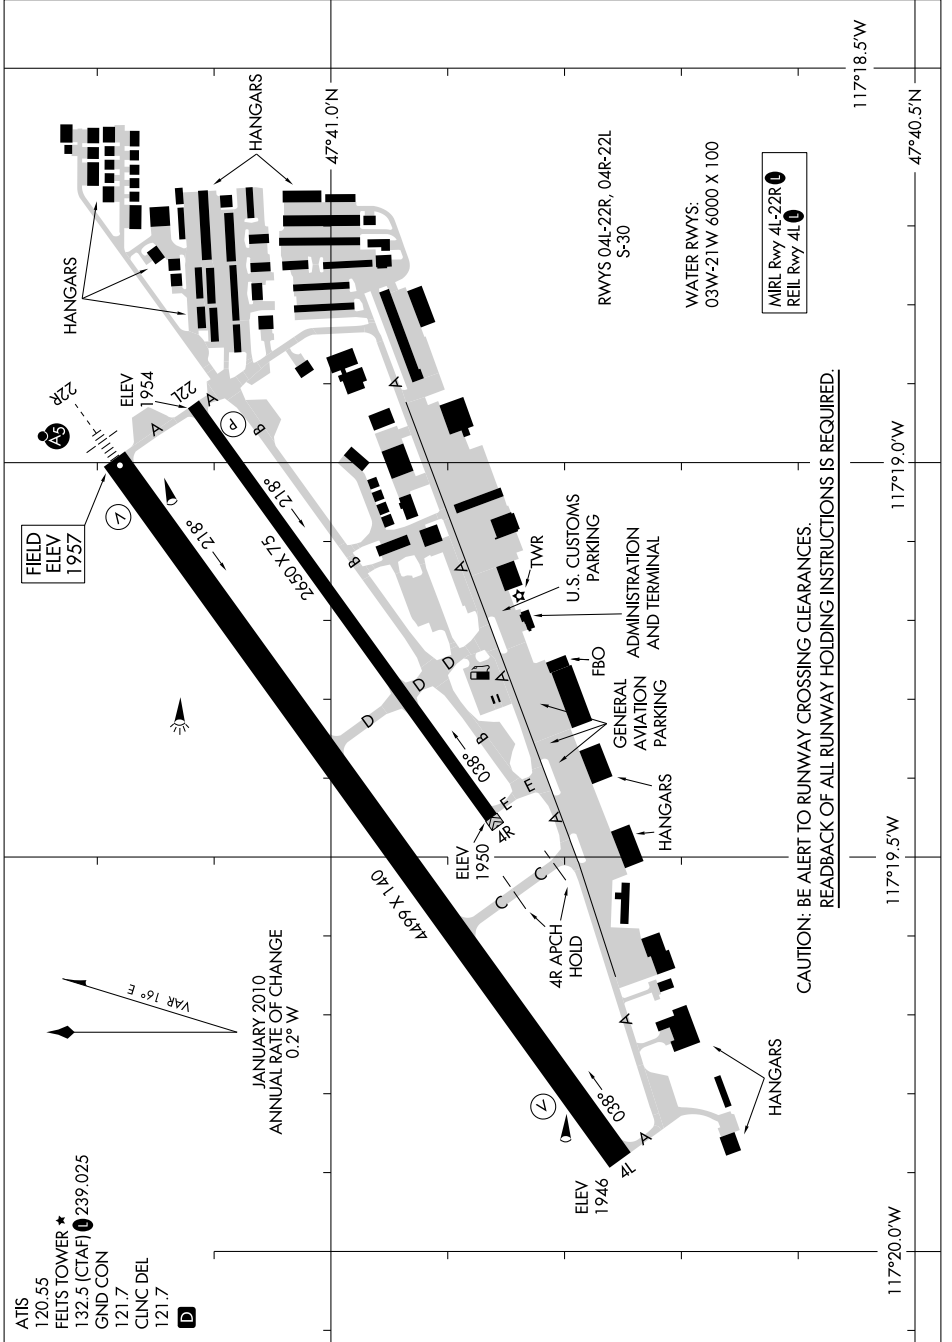 ATIS
120.55
FELTS TOWER ★
132.5 (CTAF) L 239.025
GND CON
121.7
CLNC DEL
121.7
D
VAR 16° E
JANUARY 2010
ANNUAL RATE OF CHANGE
0.2° W
FIELD
ELEV
1957
A5
22R
V
218°
A
ELEV
1954
22L
A
P
B
HANGARS
HANGARS
47°41.0'N
4499 X 140
2650 X 75
218°
B
D
D
D
B
038°
E
E
ELEV
1950
4R
C
C
4R APCH
HOLD
V
038°
ELEV
1946
4L
A
A
A
A
A
A
TWR
U.S. CUSTOMS
PARKING
ADMINISTRATION
AND TERMINAL
FBO
GENERAL
AVIATION
PARKING
HANGARS
HANGARS
RWYS 04L-22R, 04R-22L
S-30
WATER RWYS:
03W-21W 6000 X 100
MIRL Rwy 4L-22R L
REIL Rwy 4L L
CAUTION: BE ALERT TO RUNWAY CROSSING CLEARANCES.
READBACK OF ALL RUNWAY HOLDING INSTRUCTIONS IS REQUIRED.
117°20.0'W
117°19.5'W
117°19.0'W
117°18.5'W
47°40.5'N